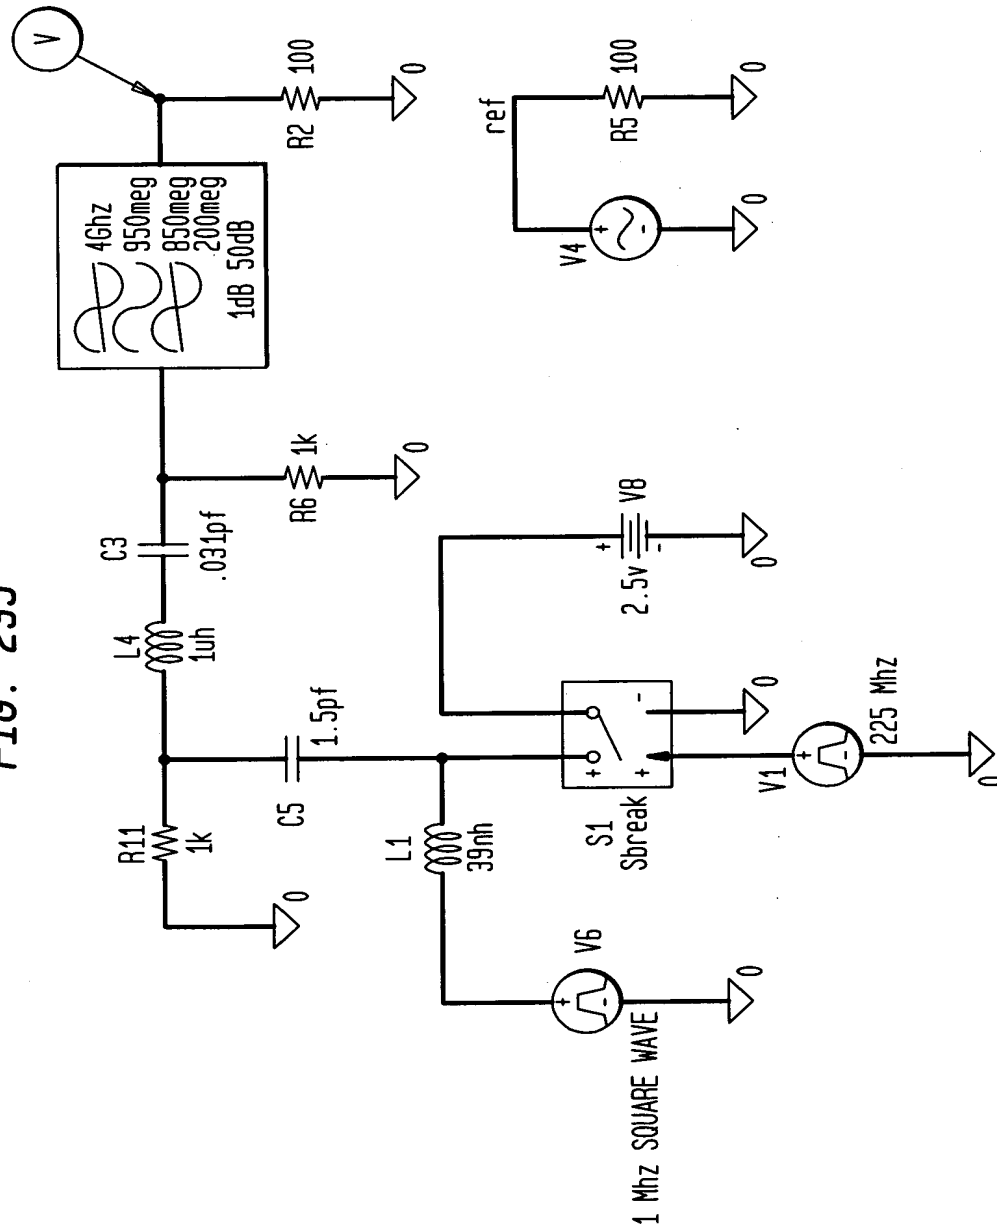 V
4Ghz
950meg
850meg
200meg
1dB 50dB
R2 100
0
ref
V4
+
-
0
R5 100
0
C3
.031pf
L4
1uh
R6 1k
0
R11
1k
0
C5 1.5pf
L1
39nh
S1
Sbreak
+
+
-
0
2.5v
+
-
V8
0
V1
+
-
225 Mhz
0
V6
+
-
0
1 Mhz SQUARE WAVE